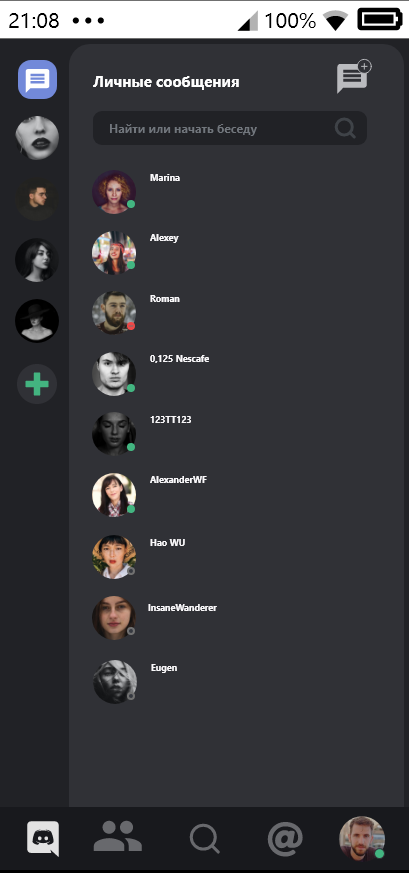 21:08 ••• 100%
Личные сообщения
Найти или начать беседу
Marina
Alexey
Roman
0,125 Nescafe
123TT123
AlexanderWF
Hao WU
InsaneWanderer
Eugen
@